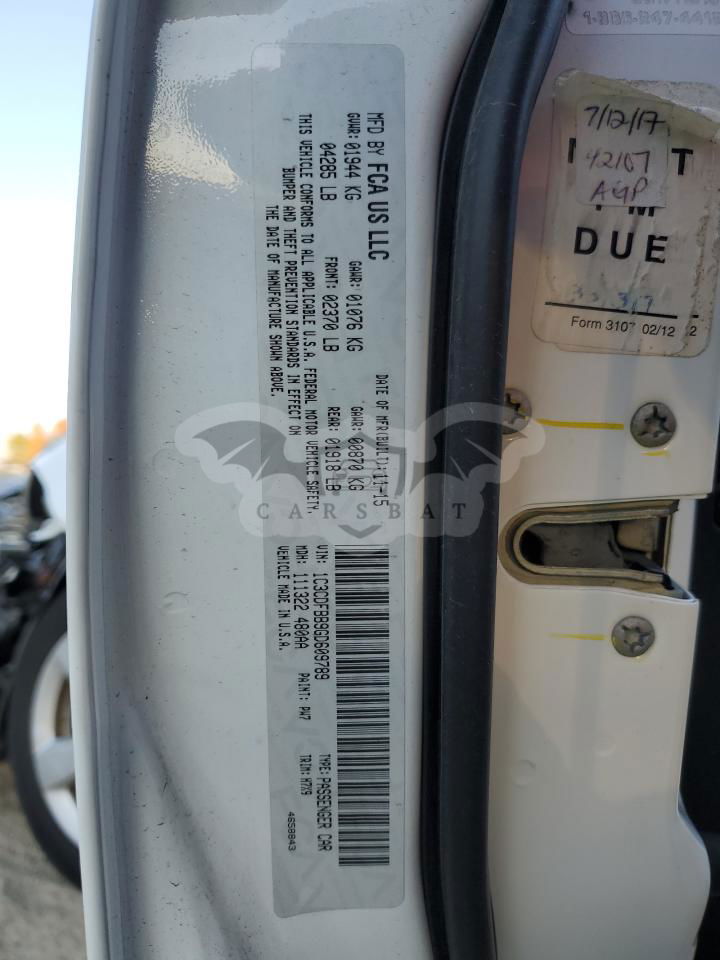 MFD BY FCA US LLC
DATE OF MFR(BUILT): 11-15
GVWR: 01944 KG GAWR: 01076 KG GAWR: 00870 KG
04285 LB FRONT: 02370 LB REAR: 01918 LB
THIS VEHICLE CONFORMS TO ALL APPLICABLE U.S.A. FEDERAL MOTOR VEHICLE SAFETY,
BUMPER AND THEFT PREVENTION STANDARDS IN EFFECT ON
THE DATE OF MANUFACTURE SHOWN ABOVE.
VIN: 1C3CDFBB9GD609789 TYPE: PASSENGER CAR
MDH: 111322 480AA PAINT: PW7 TRIM: H7X9
VEHICLE MADE IN U.S.A.
4658843
CARSBAT
7/12/17
42107
DUE
Form 3107 02/12